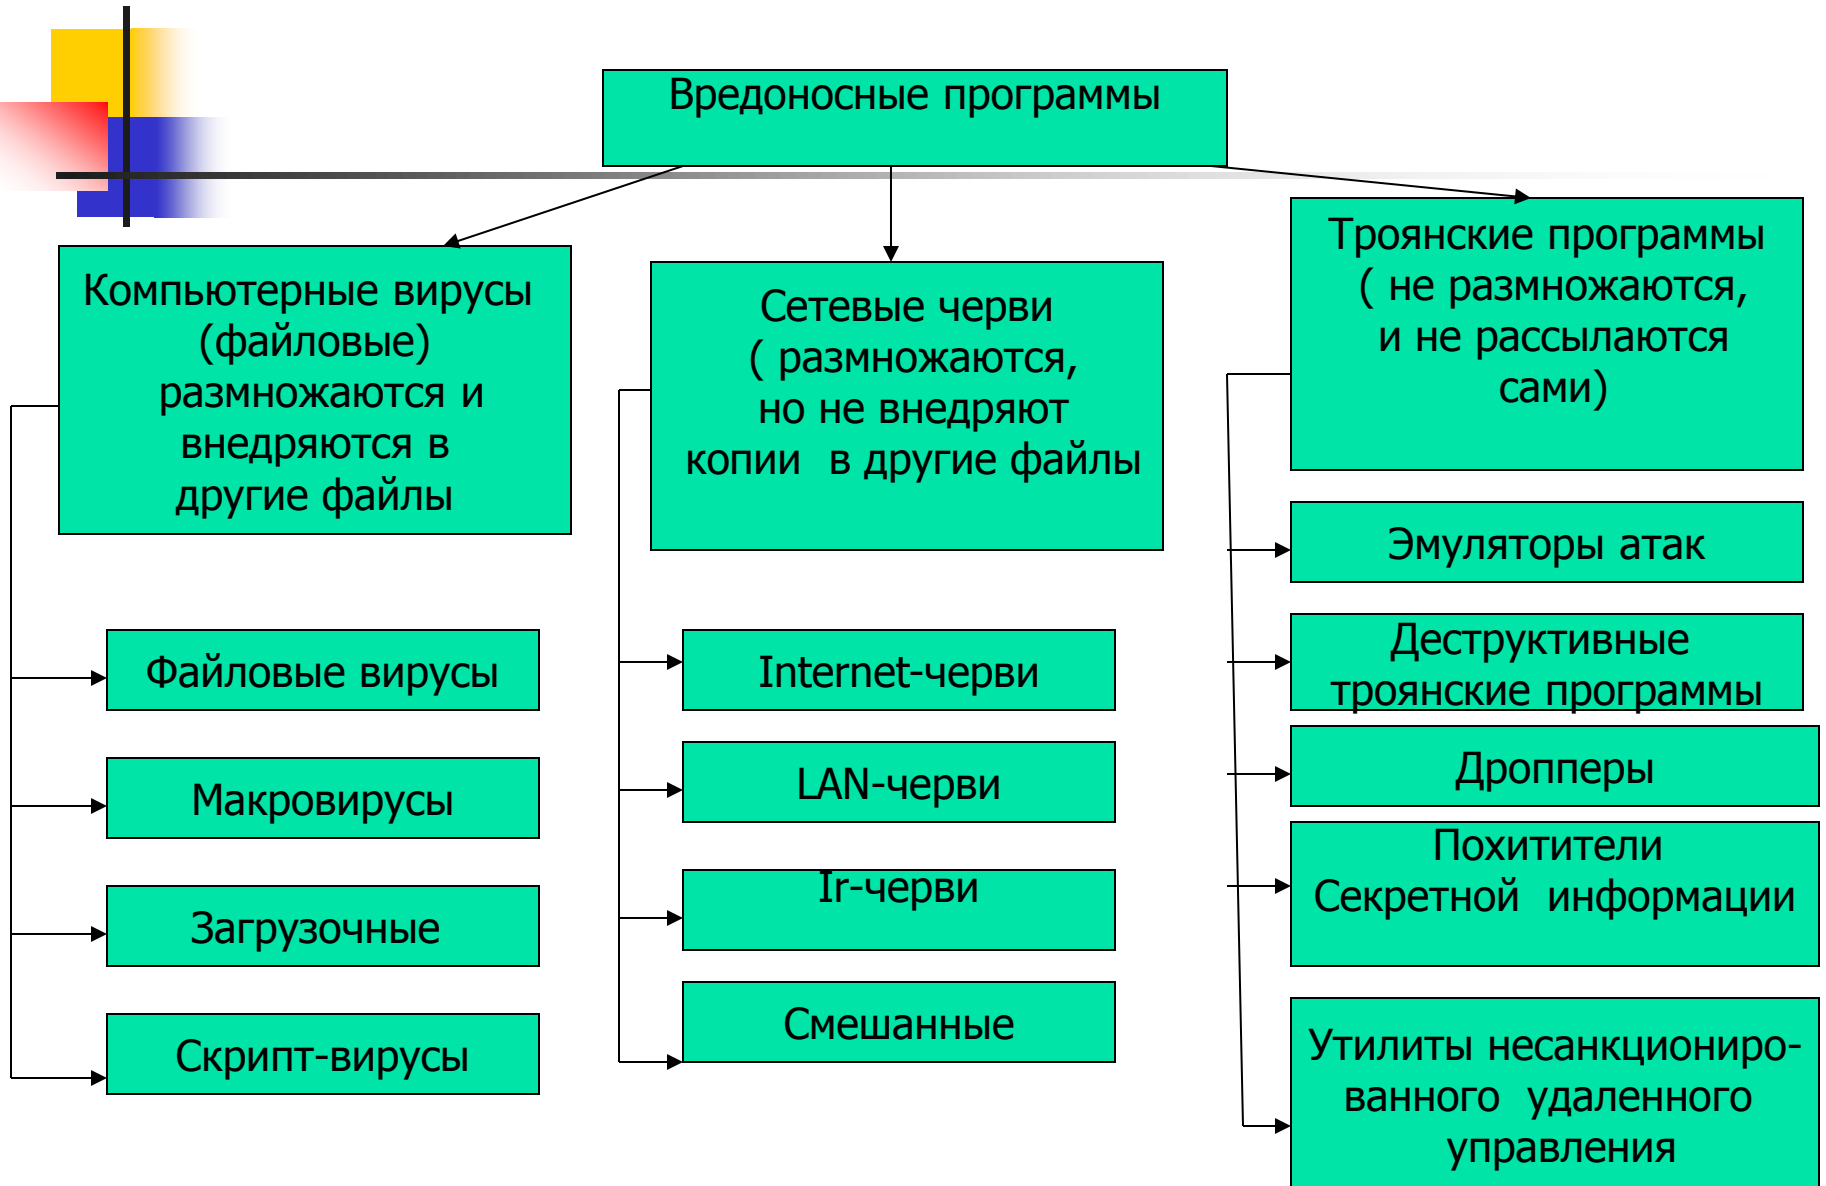 Вредоносные программы
Компьютерные вирусы
(файловые)
размножаются и
внедряются в
другие файлы
Файловые вирусы
Макровирусы
Загрузочные
Скрипт-вирусы
Сетевые черви
( размножаются,
но не внедряют
копии в другие файлы
Internet-черви
LAN-черви
Ir-черви
Смешанные
Троянские программы
( не размножаются,
и не рассылаются
сами)
Эмуляторы атак
Деструктивные
троянские программы
Дропперы
Похитители
Секретной информации
Утилиты несанкциониро-
ванного удаленного
управления